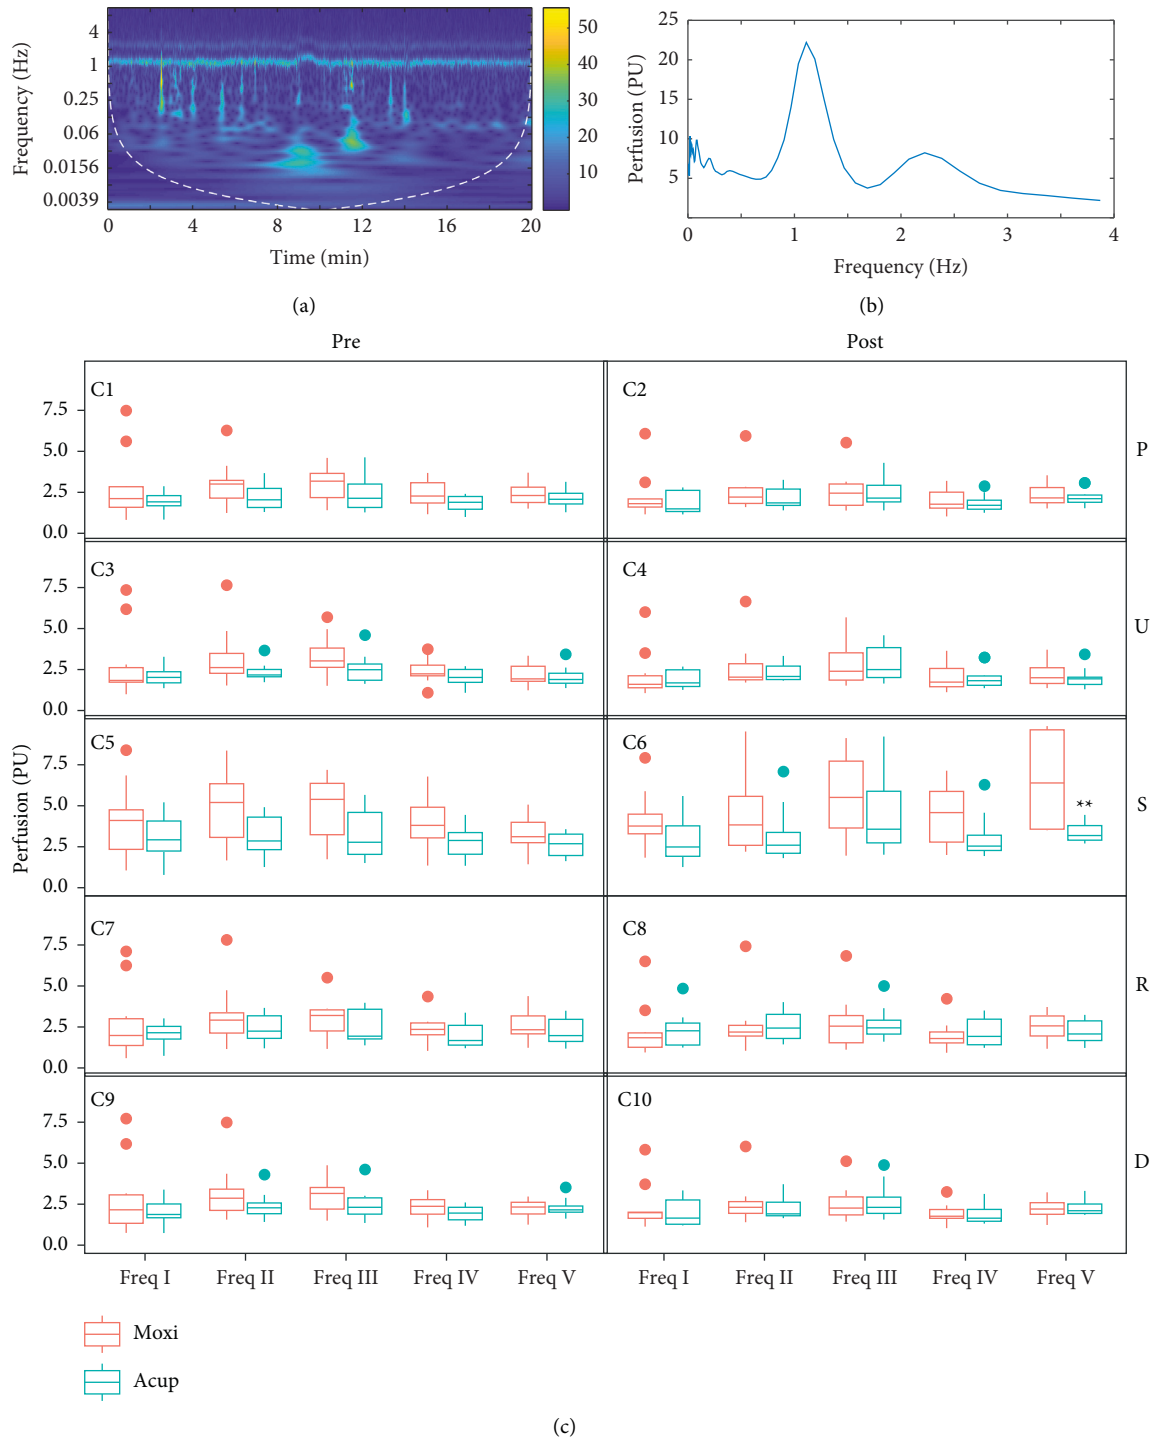 4
1
0.25
0.06
0.0156
0.0039
Frequency (Hz)
0 4 8 12 16 20
Time (min)
50
40
30
20
10
(a)
25
20
15
10
5
0
Perfusion (PU)
0 1 2 3 4
Frequency (Hz)
(b)
Pre Post
C1 C2 P
7.5
5.0
2.5
0.0
C3 C4 U
7.5
5.0
2.5
0.0
C5 C6 S
7.5
5.0
2.5
0.0
**
Perfusion (PU)
C7 C8 R
7.5
5.0
2.5
0.0
C9 C10 D
7.5
5.0
2.5
0.0
Freq I Freq II Freq III Freq IV Freq V Freq I Freq II Freq III Freq IV Freq V
Moxi
Acup
(c)